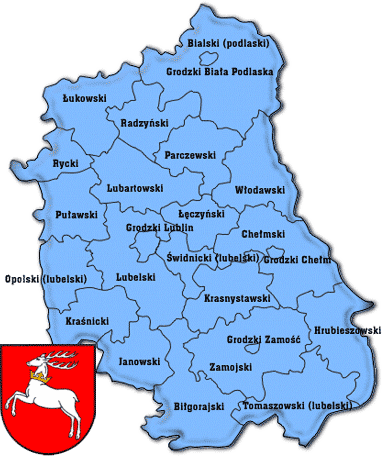 Bialski (podlaski)
Grodzki Biała Podlaska
Łukowski
Radzyński
Parczewski
Rycki
Lubartowski
Włodawski
Puławski
Łęczyński
Grodzki Lublin
Chełmski
Świdnicki (lubelski)
Grodzki Chełm
Opolski (lubelski)
Lubelski
Krasnystawski
Kraśnicki
Hrubieszowski
Grodzki Zamość
Janowski
Zamojski
Biłgorajski
Tomaszowski (lubelski)